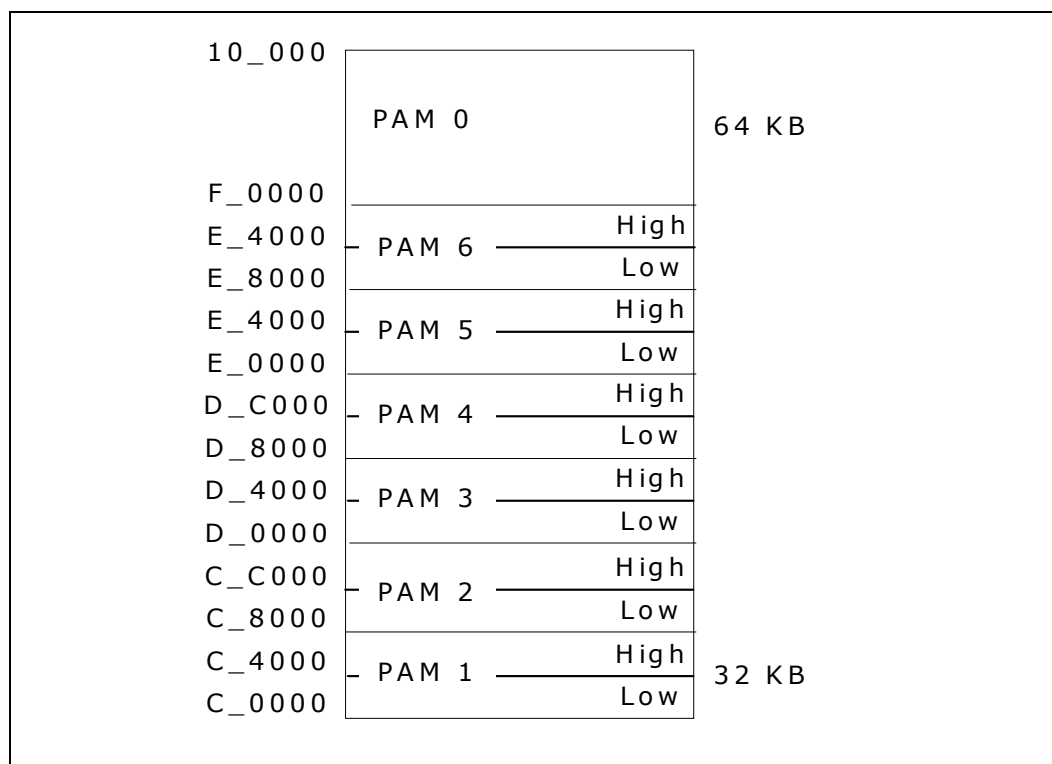 10_000
PAM 0
64 KB
F_0000
High
E_4000
PAM 6
Low
E_8000
High
E_4000
PAM 5
Low
E_0000
High
D_C000
PAM 4
Low
D_8000
High
D_4000
PAM 3
Low
D_0000
High
C_C000
PAM 2
Low
C_8000
High
C_4000
PAM 1
32 KB
Low
C_0000